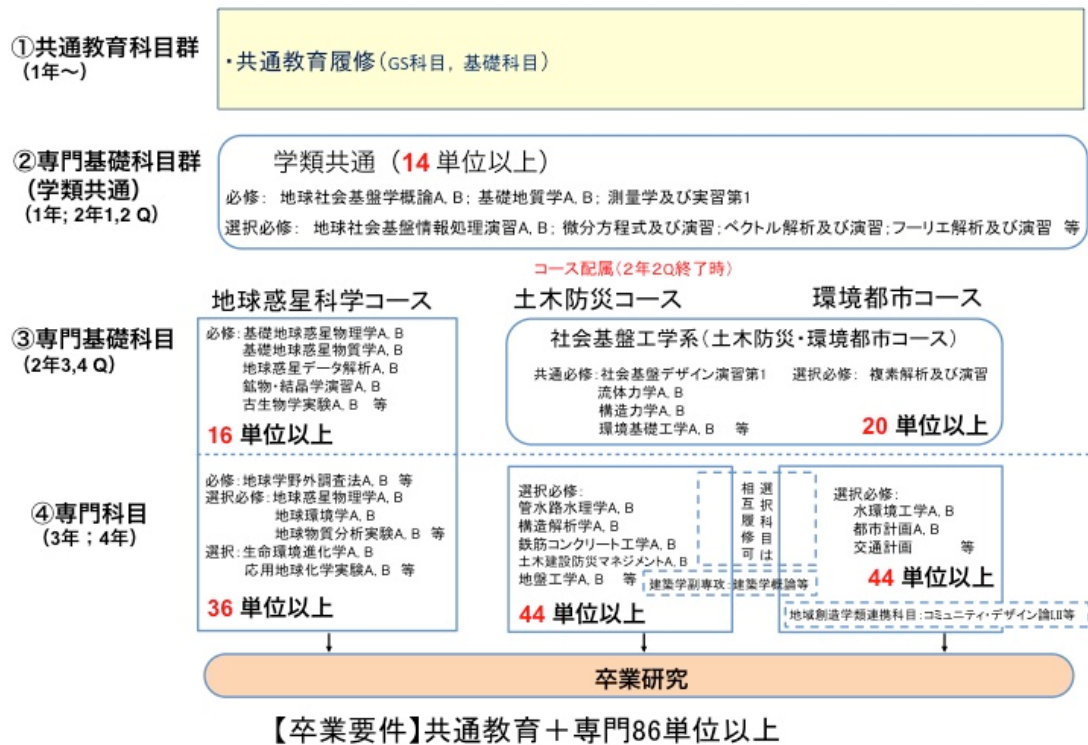 ①共通教育科目群
(1年～)
・共通教育履修(GS科目, 基礎科目)
②専門基礎科目群
(学類共通)
(1年; 2年1,2 Q)
学類共通 (14 単位以上)
必修: 地球社会基盤学概論A, B; 基礎地質学A, B; 測量学及び実習第1
選択必修: 地球社会基盤情報処理演習A, B; 微分方程式及び演習;ベクトル解析及び演習;フーリエ解析及び演習 等
コース配属(2年2Q終了時)
地球惑星科学コース
土木防災コース
環境都市コース
③専門基礎科目
(2年3,4 Q)
必修:基礎地球惑星物理学A, B
基礎地球惑星物質学A, B
地球惑星データ解析A, B
鉱物・結晶学演習A, B
古生物学実験A, B 等
16 単位以上
社会基盤工学系(土木防災・環境都市コース)
共通必修:社会基盤デザイン演習第1
流体力学A, B
構造力学A, B
環境基礎工学A, B 等
選択必修: 複素解析及び演習
20 単位以上
④専門科目
(3年;4年)
必修:地球学野外調査法A, B 等
選択必修:地球惑星物理学A, B
地球環境学A, B
地球物質分析実験A, B 等
選択:生命環境進化学A, B
応用地球化学実験A, B 等
36 単位以上
選択必修:
管水路水理学A, B
構造解析学A, B
鉄筋コンクリート工学A, B
土木建設防災マネジメントA, B
地盤工学A, B 等
44 単位以上
選択科目は
相互履修可
建築学副専攻:建築学概論等
選択必修:
水環境工学A, B
都市計画A, B
交通計画 等
44 単位以上
地域創造学類連携科目:コミュニティ・デザイン論I,II等
卒業研究
【卒業要件】共通教育＋専門86単位以上